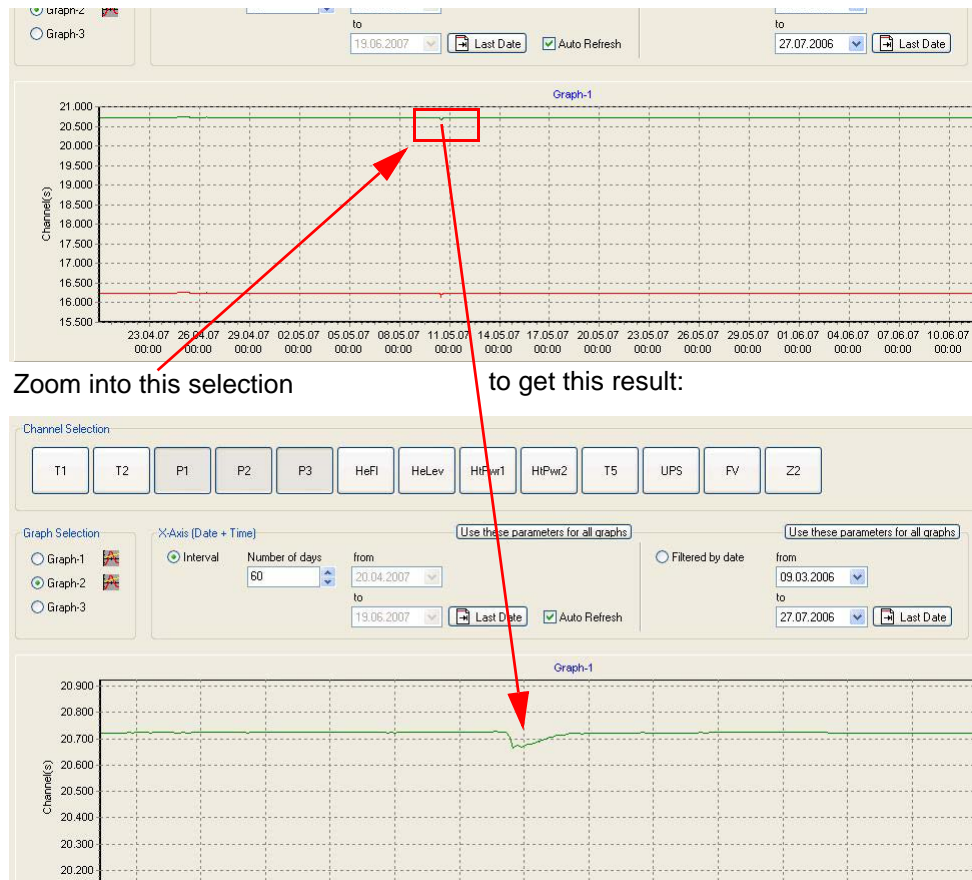 Graph-2
to
Graph-3
19.06.2007 Last Date Auto Refresh
to
27.07.2006 Last Date
Graph-1
21.000
20.500
20.000
19.500
19.000
18.500
18.000
17.500
17.000
16.500
16.000
15.500
Channel(s)
23.04.07 26.04.07 29.04.07 02.05.07 05.05.07 08.05.07 11.05.07 14.05.07 17.05.07 20.05.07 23.05.07 26.05.07 29.05.07 01.06.07 04.06.07 07.06.07 10.06.07
00:00 00:00 00:00 00:00 00:00 00:00 00:00 00:00 00:00 00:00 00:00 00:00 00:00 00:00 00:00 00:00 00:00
Zoom into this selection
to get this result:
Channel Selection
T1 T2 P1 P2 P3 HeFl HeLev HtPwr1 HtPwr2 T5 UPS FV Z2
Graph Selection
Graph-1
Graph-2
Graph-3
X-Axis (Date + Time)
Use these parameters for all graphs
Interval
Number of days
60
from
20.04.2007
to
19.06.2007 Last Date Auto Refresh
Use these parameters for all graphs
Filtered by date
from
09.03.2006
to
27.07.2006 Last Date
Graph-1
20.900
20.800
20.700
20.600
20.500
20.400
20.300
20.200
Channel(s)